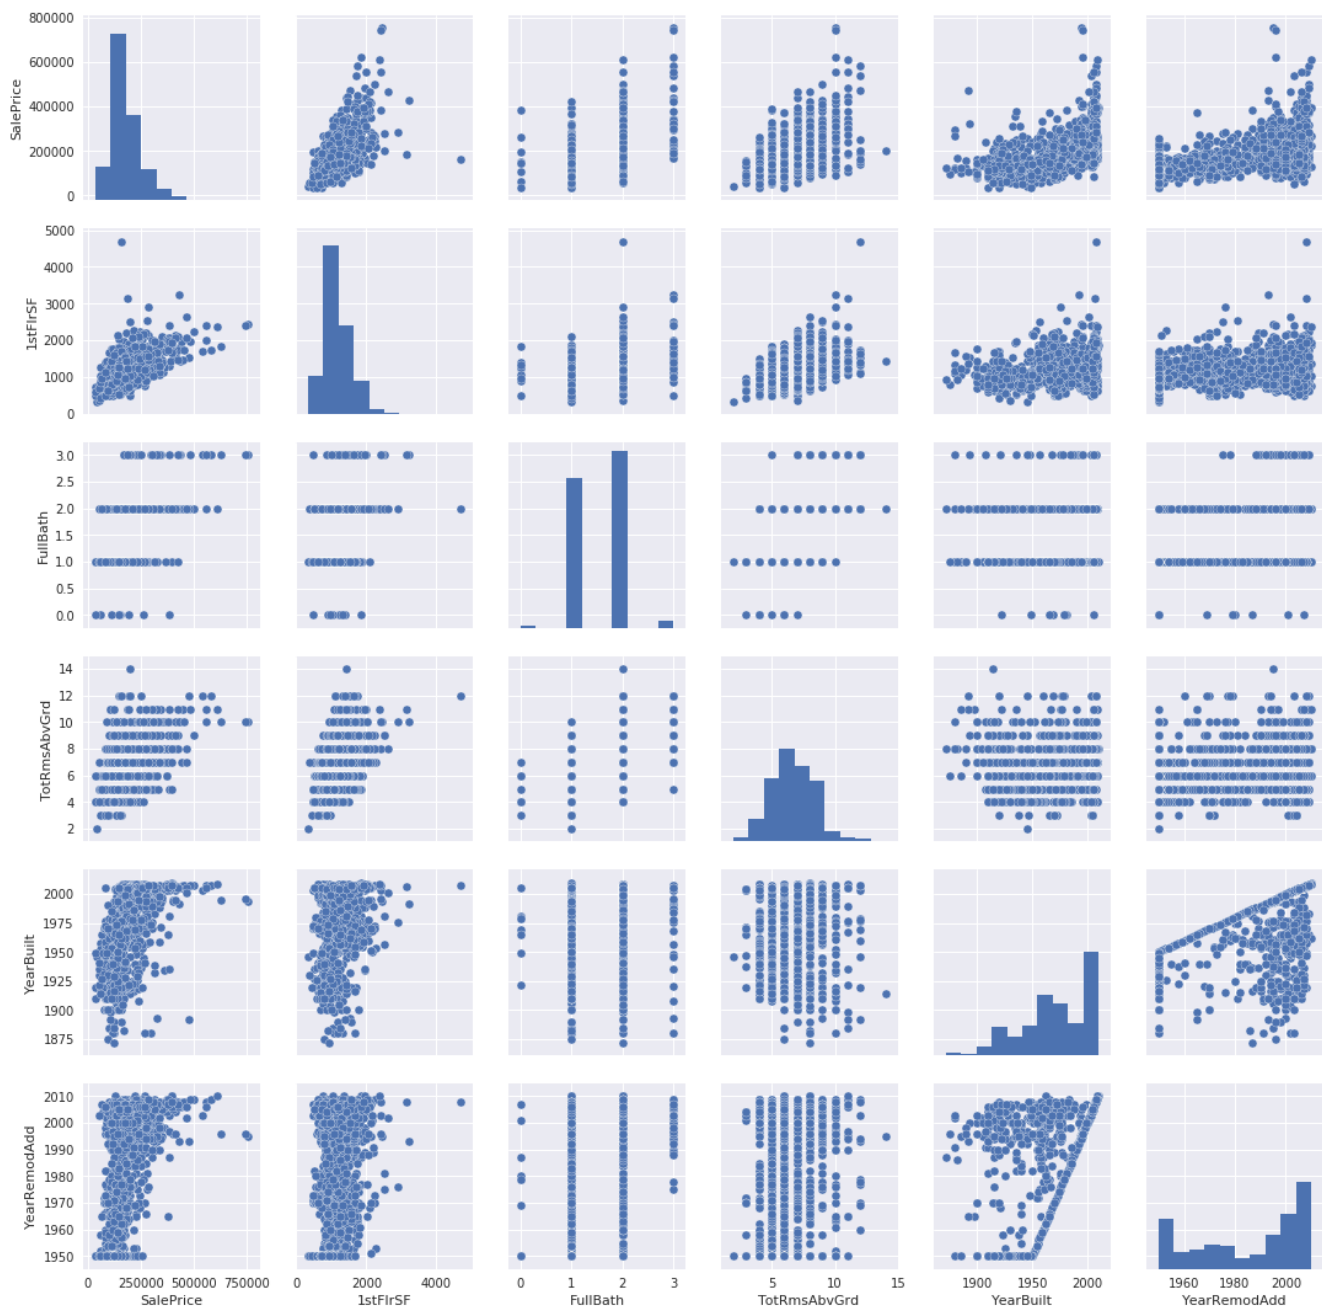 800000
600000
400000
200000
0
SalePrice
5000
4000
3000
2000
1000
0
1stFlrSF
3.0
2.5
2.0
1.5
1.0
0.5
0.0
FullBath
14
12
10
8
6
4
2
TotRmsAbvGrd
2000
1975
1950
1925
1900
1875
YearBuilt
2010
2000
1990
1980
1970
1960
1950
YearRemodAdd
0 250000 500000 750000
SalePrice
0 2000 4000
1stFlrSF
0 1 2 3
FullBath
5 10 15
TotRmsAbvGrd
1900 1950 2000
YearBuilt
1960 1980 2000
YearRemodAdd